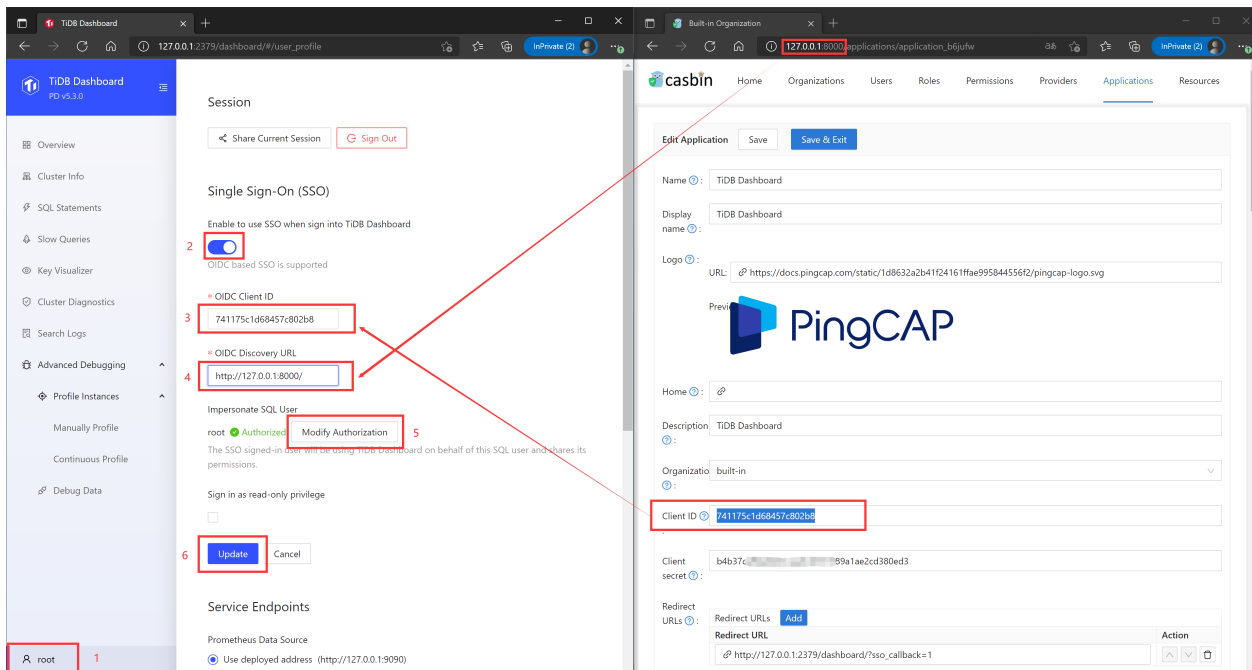 TiDB Dashboard
127.0.0.1:2379/dashboard/#/user_profile
InPrivate (2)
TiDB Dashboard
PD v5.3.0
Overview
Cluster Info
SQL Statements
Slow Queries
Key Visualizer
Cluster Diagnostics
Search Logs
Advanced Debugging
Profile Instances
Manually Profile
Continuous Profile
Debug Data
root
1
Session
Share Current Session
Sign Out
Single Sign-On (SSO)
Enable to use SSO when sign into TiDB Dashboard
2
OIDC based SSO is supported
* OIDC Client ID
3
741175c1d68457c802b8
* OIDC Discovery URL
4
http://127.0.0.1:8000/
Impersonate SQL User
root Authorized Modify Authorization
5
The SSO signed-in user will be using TiDB Dashboard on behalf of this SQL user and shares its
permissions.
Sign in as read-only privilege
6
Update Cancel
Service Endpoints
Prometheus Data Source
Use deployed address (http://127.0.0.1:9090)
Built-in Organization
127.0.0.1:8000/applications/application_b6jufw
InPrivate (2)
casbin
Home Organizations Users Roles Permissions Providers Applications Resources
Edit Application Save Save & Exit
Name : TiDB Dashboard
Display
name :
TiDB Dashboard
Logo :
URL: https://docs.pingcap.com/static/1d8632a2b41f24161ffae995844556f2/pingcap-logo.svg
PingCAP
Home :
Description
:
TiDB Dashboard
Organizatio
:
built-in
Client ID
:
741175c1d68457c802b8
Client
secret :
b4b37c 89a1ae2cd380ed3
Redirect
URLs :
Redirect URLs Add
Redirect URL Action
http://127.0.0.1:2379/dashboard/?sso_callback=1